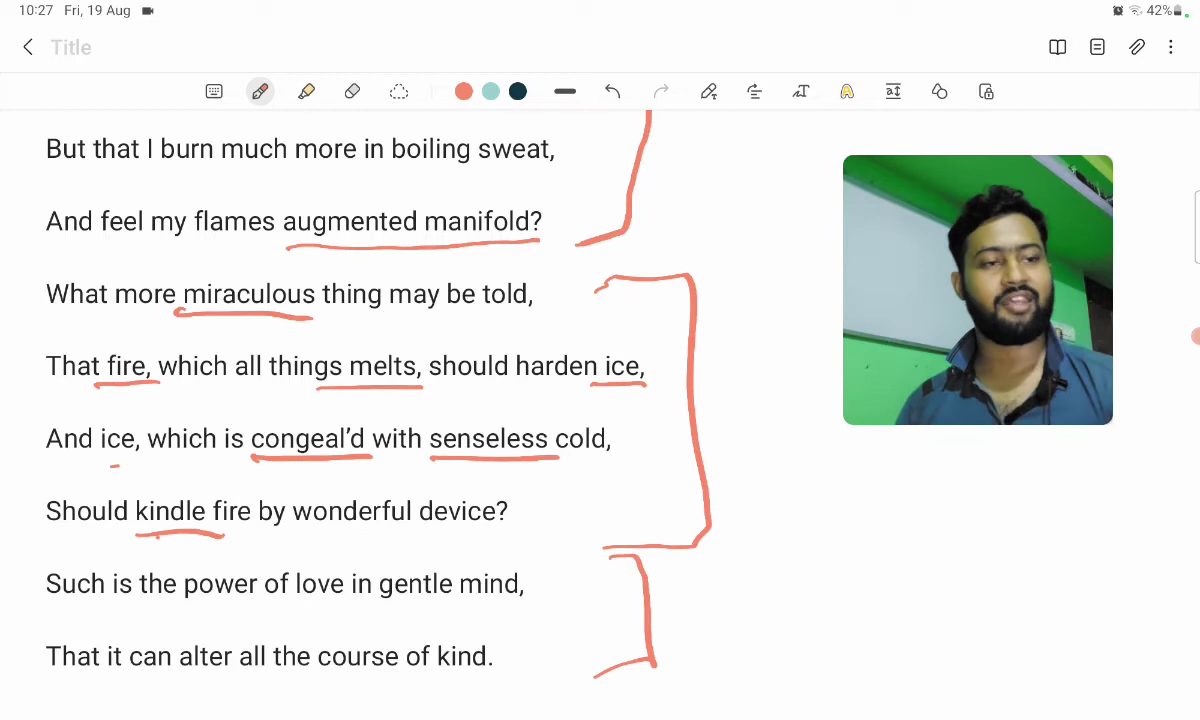 10:27 Fri, 19 Aug 42%
Title
But that I burn much more in boiling sweat,
And feel my flames augmented manifold?
What more miraculous thing may be told,
That fire, which all things melts, should harden ice,
And ice, which is congeal’d with senseless cold,
Should kindle fire by wonderful device?
Such is the power of love in gentle mind,
That it can alter all the course of kind.